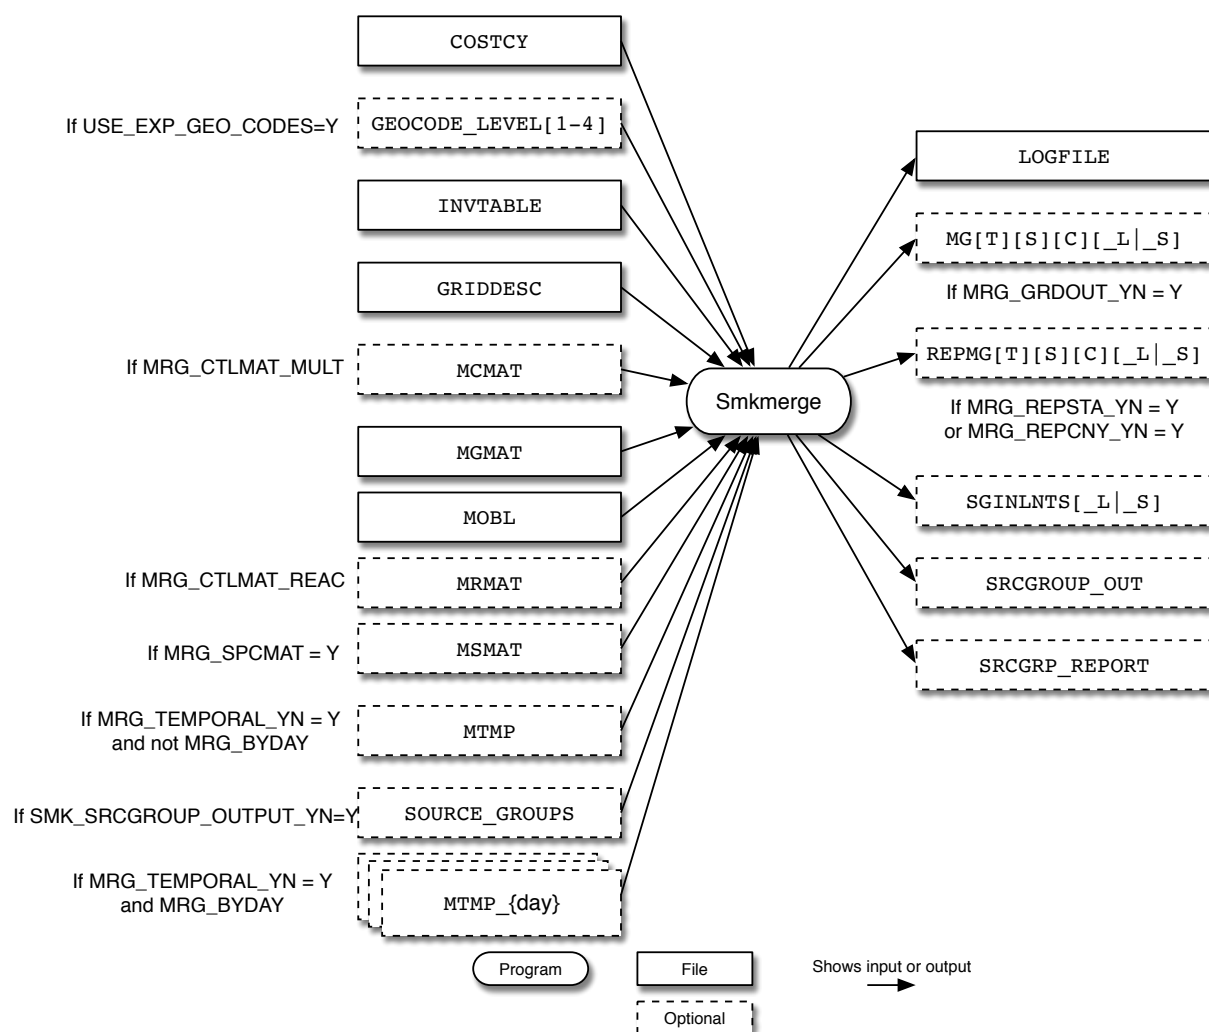 COSTCY
If USE_EXP_GEO_CODES=Y
GEOCODE_LEVEL[1-4]
INVTABLE
GRIDDESC
If MRG_CTLMAT_MULT
MCMAT
MGMAT
MOBL
If MRG_CTLMAT_REAC
MRMAT
If MRG_SPCMAT = Y
MSMAT
If MRG_TEMPORAL_YN = Y
and not MRG_BYDAY
MTMP
If SMK_SRCGROUP_OUTPUT_YN=Y
SOURCE_GROUPS
If MRG_TEMPORAL_YN = Y
and MRG_BYDAY
MTMP_{day}
Smkmerge
LOGFILE
MG[T][S][C][_L|_S]
If MRG_GRDOUT_YN = Y
REPMG[T][S][C][_L|_S]
If MRG_REPSTA_YN = Y
or MRG_REPCNY_YN = Y
SGINLNTS[_L|_S]
SRCGROUP_OUT
SRCGRP_REPORT
Program
File
Shows input or output
Optional